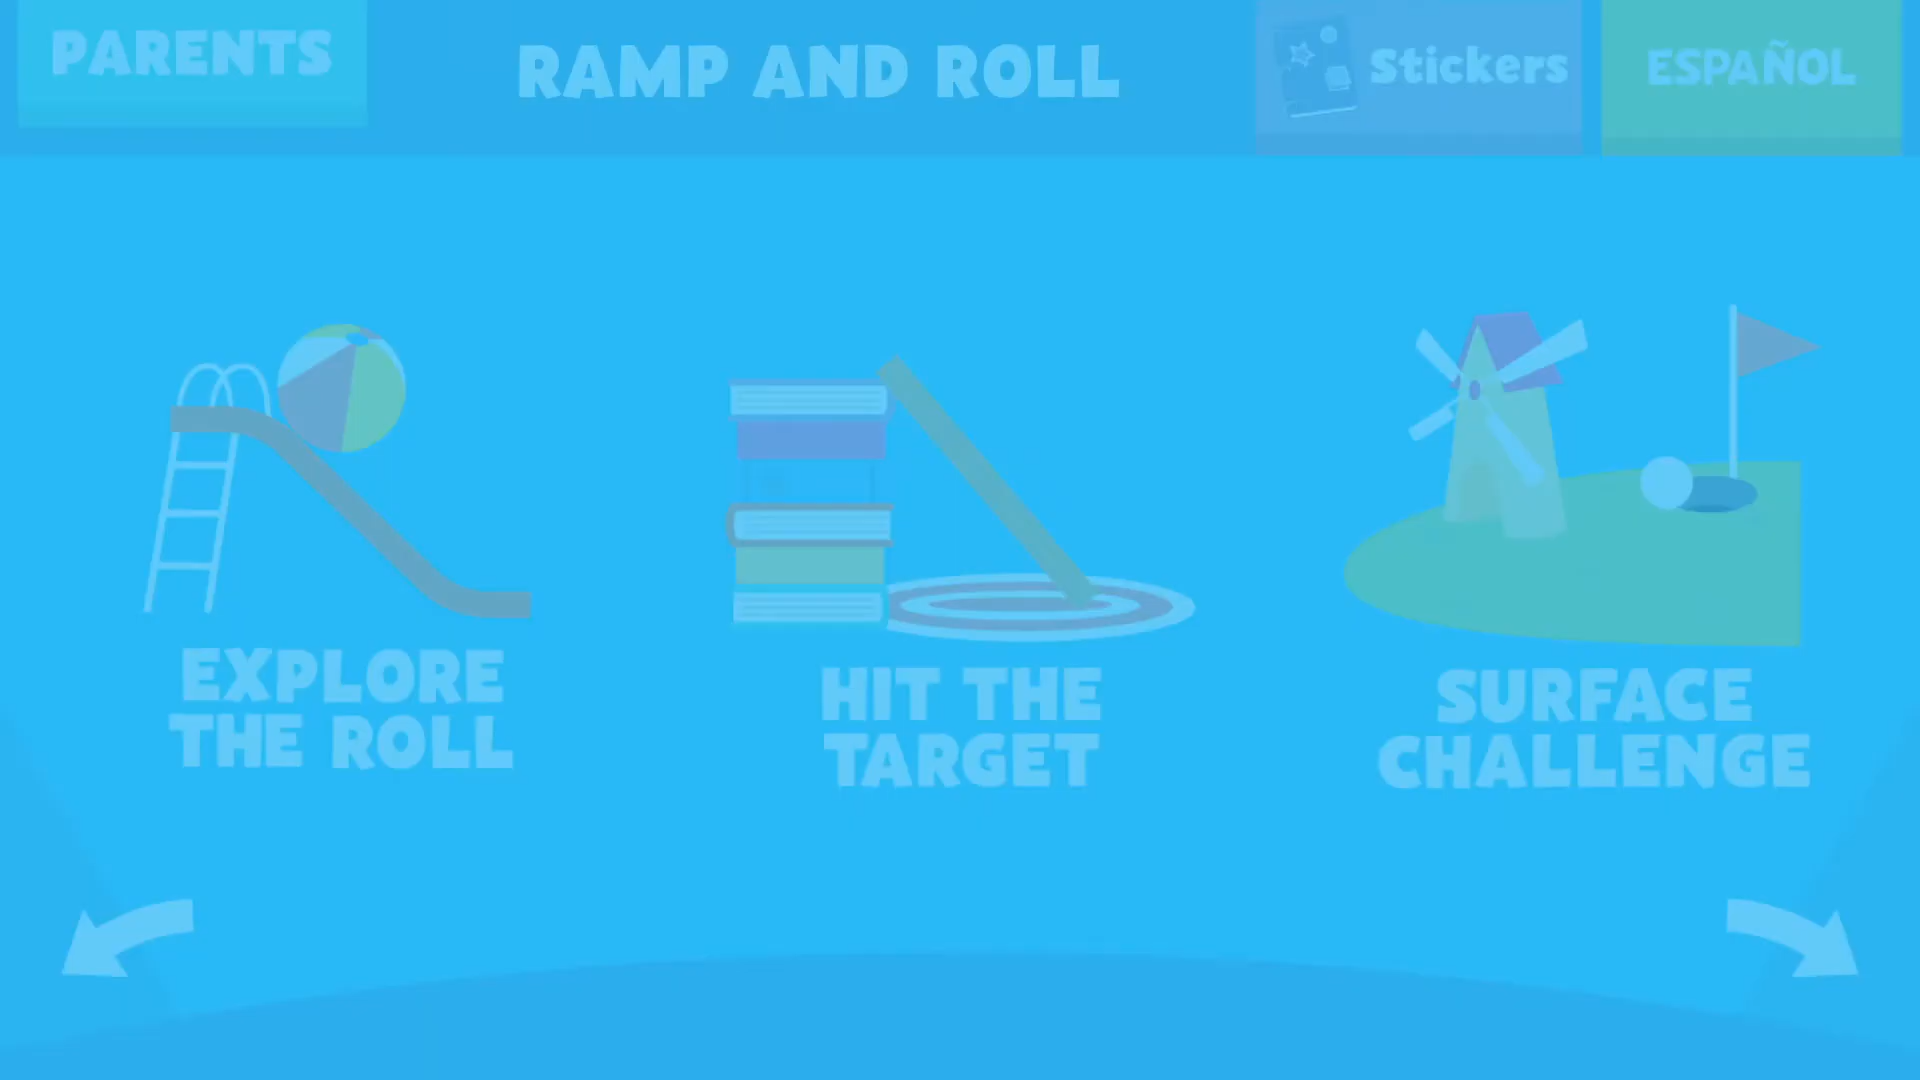 PARENTS
RAMP AND ROLL
Stickers
ESPAÑOL
EXPLORE
THE ROLL
HIT THE
TARGET
SURFACE
CHALLENGE